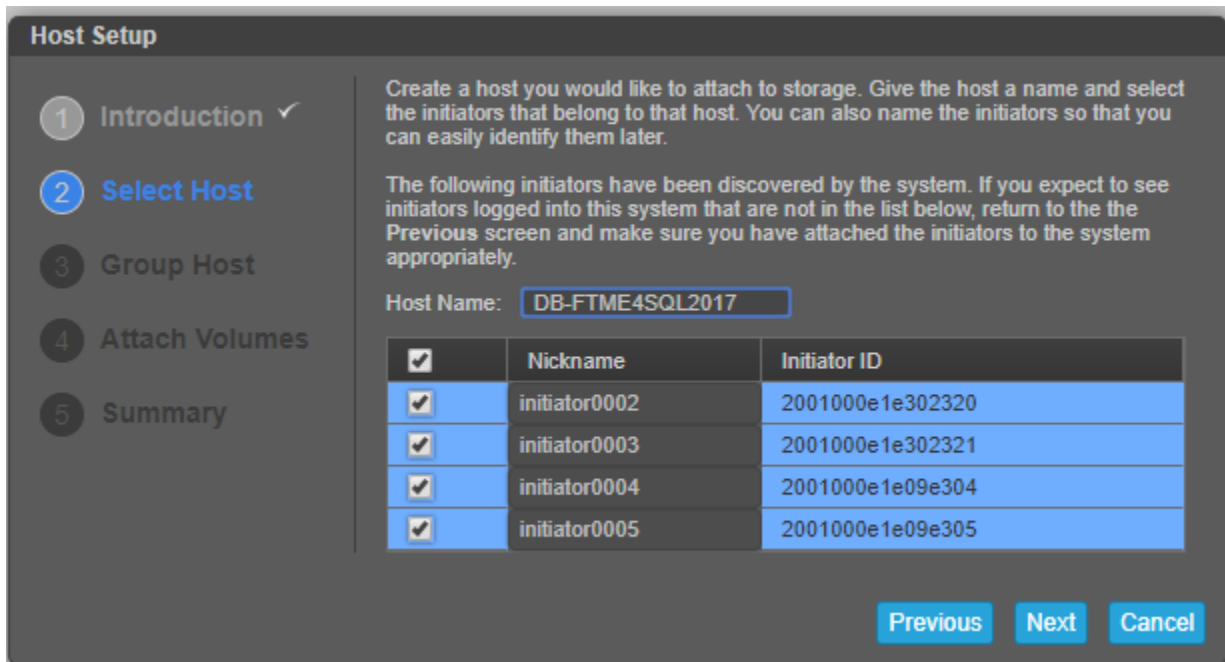 Host Setup
1 Introduction
2 Select Host
3 Group Host
4 Attach Volumes
5 Summary
Create a host you would like to attach to storage. Give the host a name and select
the initiators that belong to that host. You can also name the initiators so that you
can easily identify them later.
The following initiators have been discovered by the system. If you expect to see
initiators logged into this system that are not in the list below, return to the the
Previous screen and make sure you have attached the initiators to the system
appropriately.
Host Name: DB-FTME4SQL2017
Nickname Initiator ID
initiator0002 2001000e1e302320
initiator0003 2001000e1e302321
initiator0004 2001000e1e09e304
initiator0005 2001000e1e09e305
Previous Next Cancel